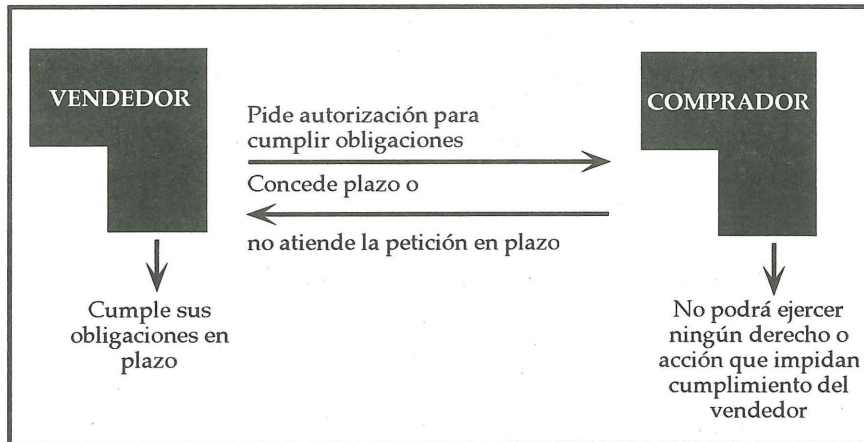 VENDEDOR
COMPRADOR
Pide autorización para
cumplir obligaciones
Concede plazo o
no atiende la petición en plazo
Cumple sus
obligaciones en
plazo
No podrá ejercer
ningún derecho o
acción que impidan
cumplimiento del
vendedor